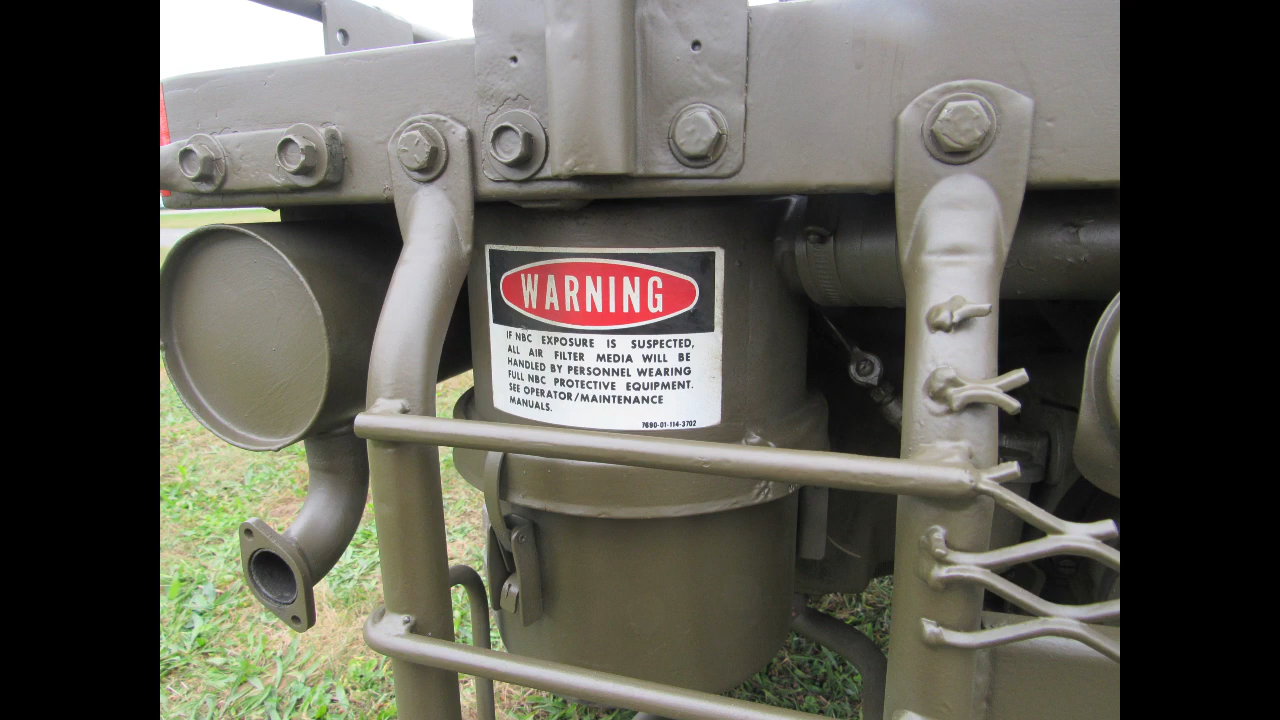 WARNING
IF NBC EXPOSURE IS SUSPECTED,
ALL AIR FILTER MEDIA WILL BE
HANDLED BY PERSONNEL WEARING
FULL NBC PROTECTIVE EQUIPMENT.
SEE OPERATOR/MAINTENANCE
MANUALS.
7690-01-114-3702